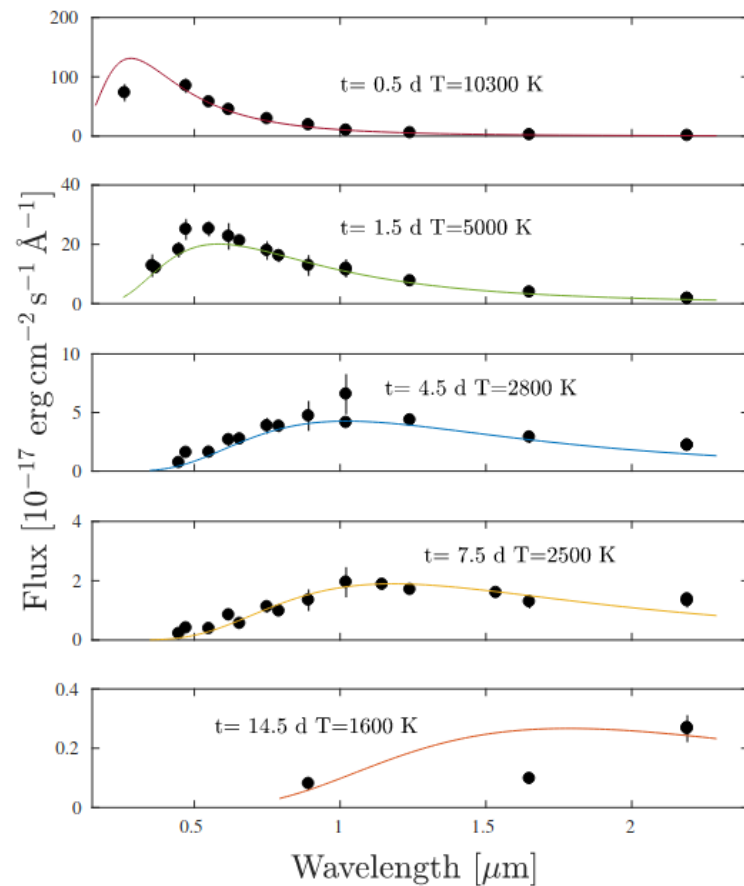 Flux [10⁻¹⁷ erg cm⁻² s⁻¹ Å⁻¹]
200
100
0
t= 0.5 d T=10300 K
40
20
0
t= 1.5 d T=5000 K
10
5
0
t= 4.5 d T=2800 K
4
2
0
t= 7.5 d T=2500 K
0.4
0.2
0
t= 14.5 d T=1600 K
0.5 1 1.5 2
Wavelength [μm]